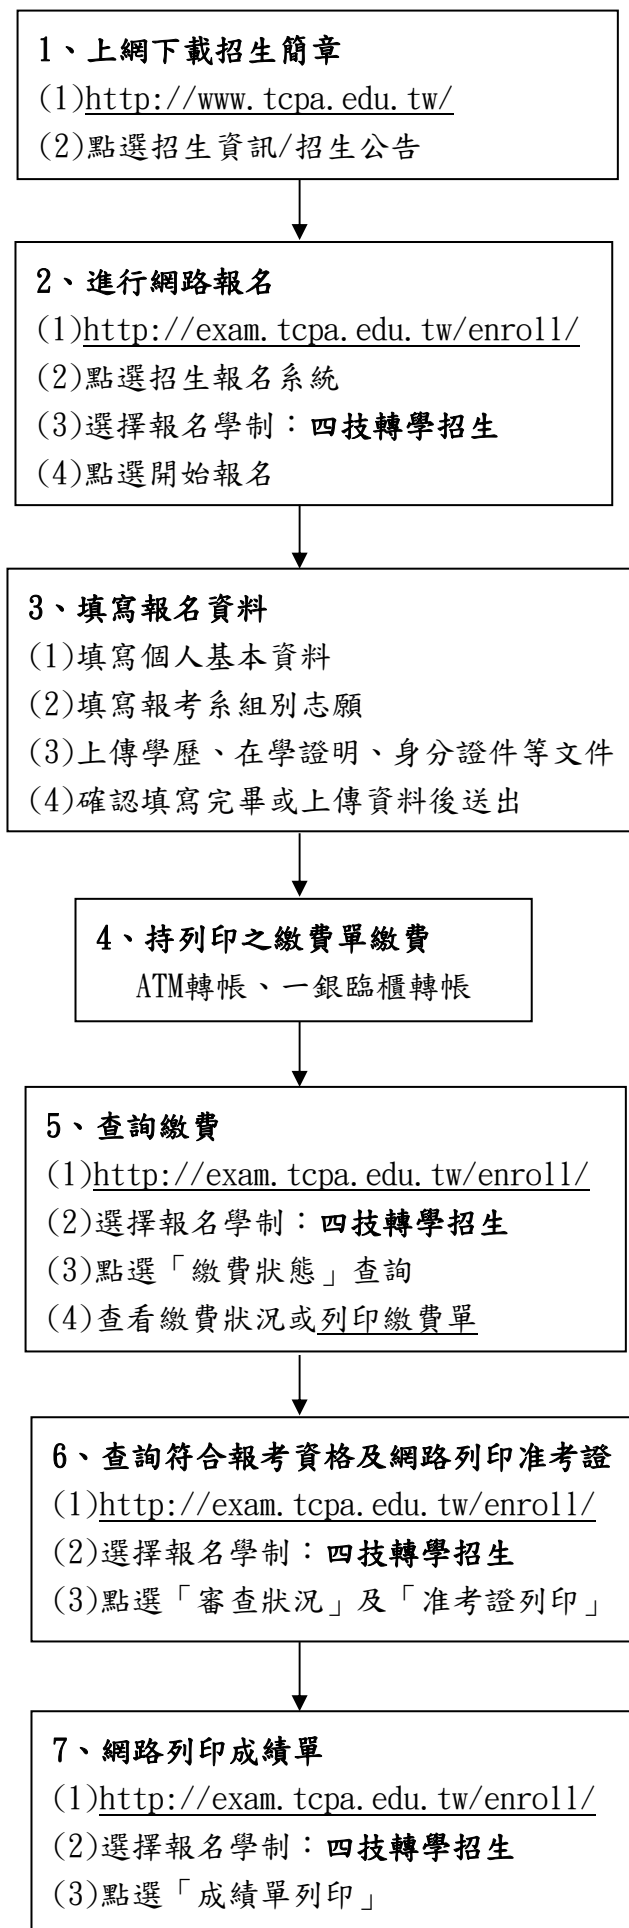 1、上網下載招生簡章
(1)http://www.tcpa.edu.tw/
(2)點選招生資訊/招生公告
2、進行網路報名
(1)http://exam.tcpa.edu.tw/enroll/
(2)點選招生報名系統
(3)選擇報名學制：四技轉學招生
(4)點選開始報名
3、填寫報名資料
(1)填寫個人基本資料
(2)填寫報考系組別志願
(3)上傳學歷、在學證明、身分證件等文件
(4)確認填寫完畢或上傳資料後送出
4、持列印之繳費單繳費
ATM轉帳、一銀臨櫃轉帳
5、查詢繳費
(1)http://exam.tcpa.edu.tw/enroll/
(2)選擇報名學制：四技轉學招生
(3)點選「繳費狀態」查詢
(4)查看繳費狀況或列印繳費單
6、查詢符合報考資格及網路列印准考證
(1)http://exam.tcpa.edu.tw/enroll/
(2)選擇報名學制：四技轉學招生
(3)點選「審查狀況」及「准考證列印」
7、網路列印成績單
(1)http://exam.tcpa.edu.tw/enroll/
(2)選擇報名學制：四技轉學招生
(3)點選「成績單列印」